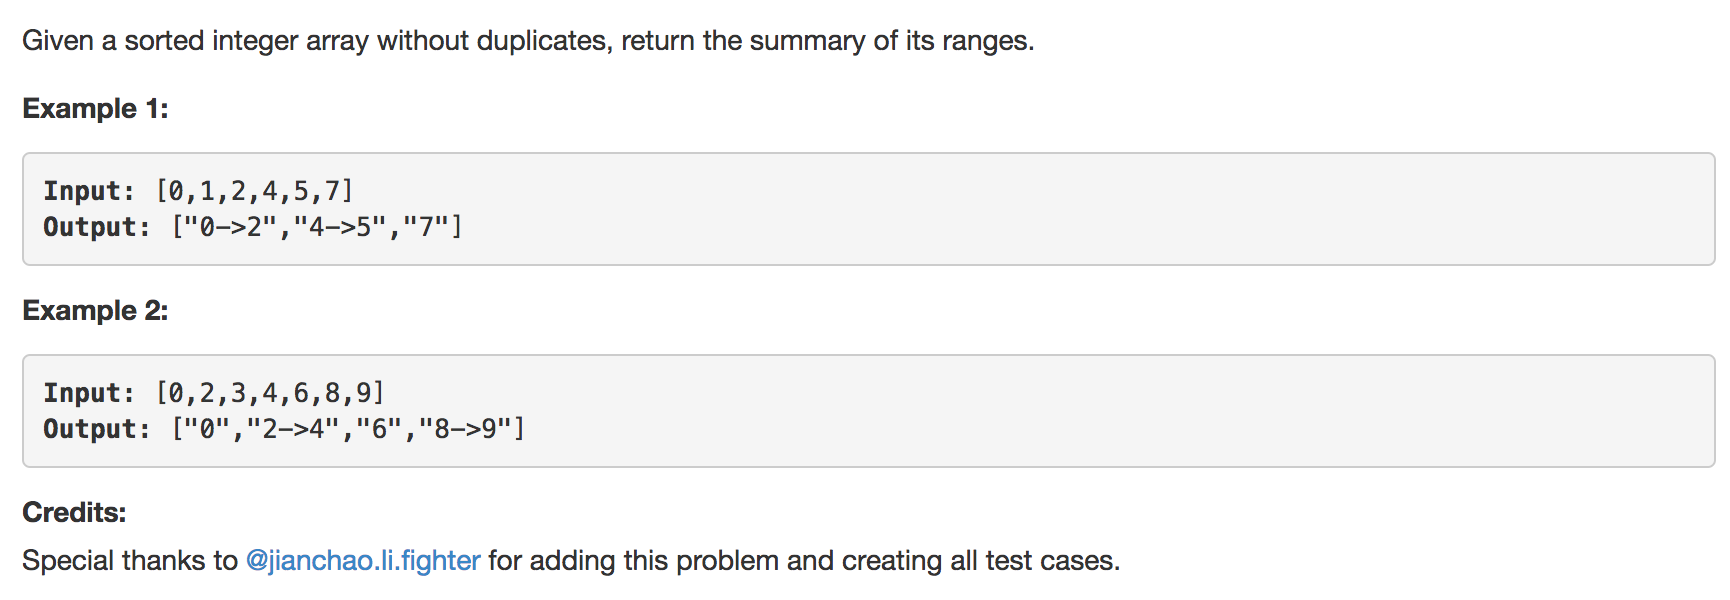 Given a sorted integer array without duplicates, return the summary of its ranges.
Example 1:
Input: [0,1,2,4,5,7]
Output: ["0->2","4->5","7"]
Example 2:
Input: [0,2,3,4,6,8,9]
Output: ["0","2->4","6","8->9"]
Credits:
Special thanks to @jianchao.li.fighter for adding this problem and creating all test cases.